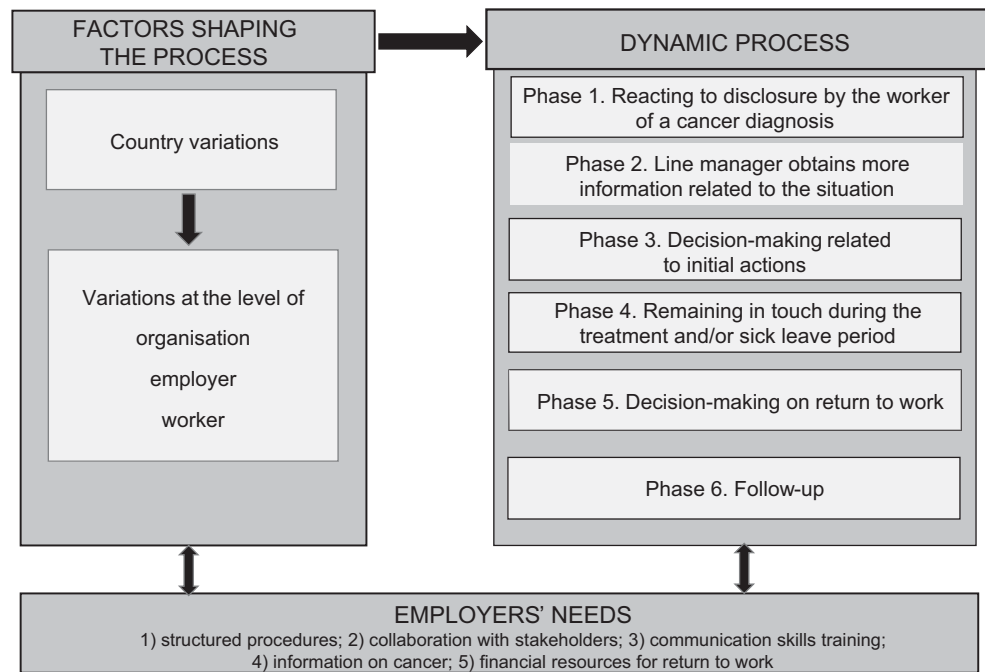 FACTORS SHAPING
THE PROCESS
Country variations
Variations at the level of
organisation
employer
worker
DYNAMIC PROCESS
Phase 1. Reacting to disclosure by the worker
of a cancer diagnosis
Phase 2. Line manager obtains more
information related to the situation
Phase 3. Decision-making related
to initial actions
Phase 4. Remaining in touch during the
treatment and/or sick leave period
Phase 5. Decision-making on return to work
Phase 6. Follow-up
EMPLOYERS’ NEEDS
1) structured procedures; 2) collaboration with stakeholders; 3) communication skills training;
4) information on cancer; 5) financial resources for return to work